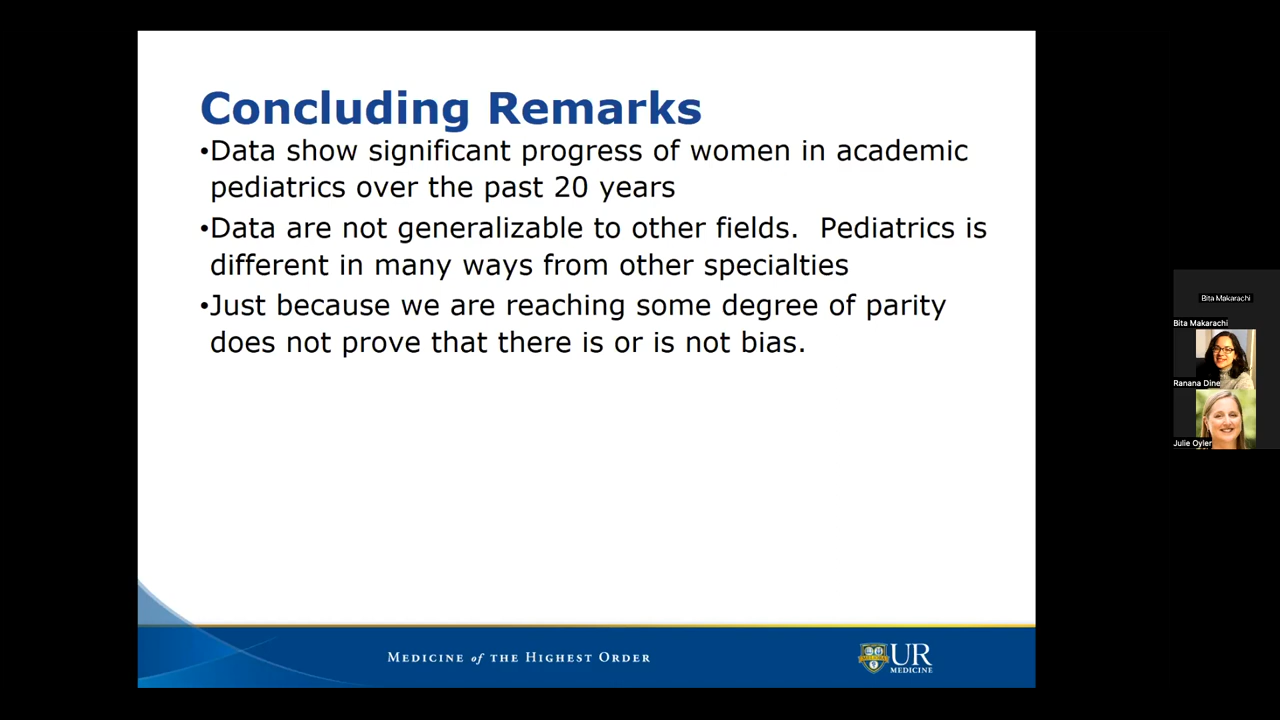 Concluding Remarks
•Data show significant progress of women in academic
pediatrics over the past 20 years
•Data are not generalizable to other fields.  Pediatrics is
different in many ways from other specialties
•Just because we are reaching some degree of parity
does not prove that there is or is not bias.
MEDICINE of THE HIGHEST ORDER
UR
MEDICINE
Bita Makarachi
Bita Makarachi
Ranana Dine
Julie Oyler